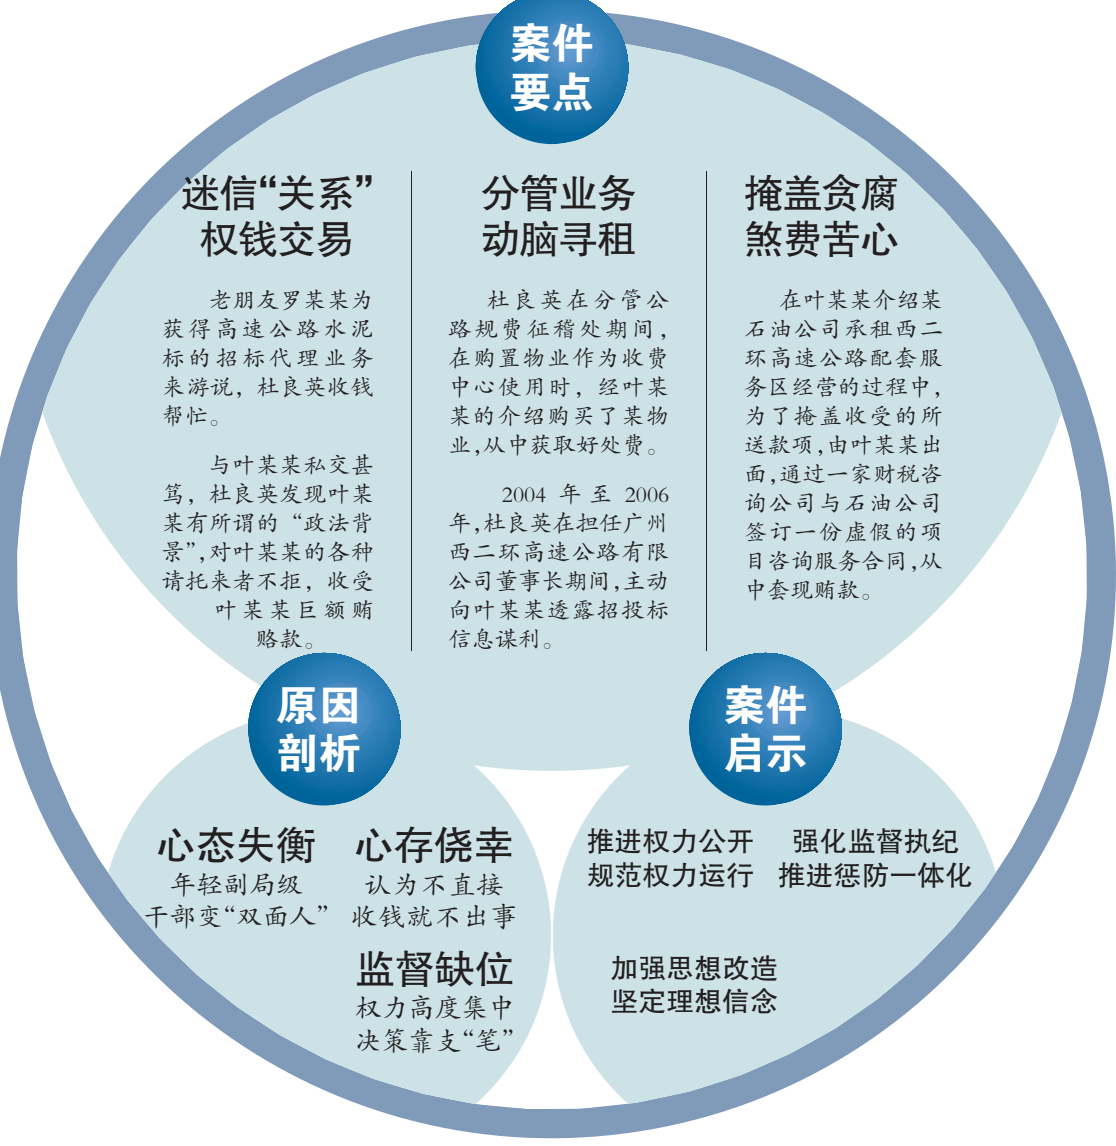 案件
要点
迷信“关系”
权钱交易
老朋友罗某某为
获得高速公路水泥
标的招标代理业务
来游说，杜良英收钱
帮忙。
与叶某某私交甚
笃，杜良英发现叶某
某有所谓的“政法背
景”,对叶某某的各种
请托来者不拒，收受
叶某某巨额贿
赂款。
分管业务
动脑寻租
杜良英在分管公
路规费征稽处期间，
在购置物业作为收费
中心使用时，经叶某
某的介绍购买了某物
业,从中获取好处费。
2004 年至 2006
年,杜良英在担任广州
西二环高速公路有限
公司董事长期间,主动
向叶某某透露招投标
信息谋利。
掩盖贪腐
煞费苦心
在叶某某介绍某
石油公司承租西二
环高速公路配套服
务区经营的过程中，
为了掩盖收受的所
送款项,由叶某某出
面,通过一家财税咨
询公司与石油公司
签订一份虚假的项
目咨询服务合同,从
中套现贿款。
原因
剖析
心态失衡
年轻副局级
干部变“双面人”
心存侥幸
认为不直接
收钱就不出事
监督缺位
权力高度集中
决策靠支“笔”
案件
启示
推进权力公开
规范权力运行
强化监督执纪
推进惩防一体化
加强思想改造
坚定理想信念